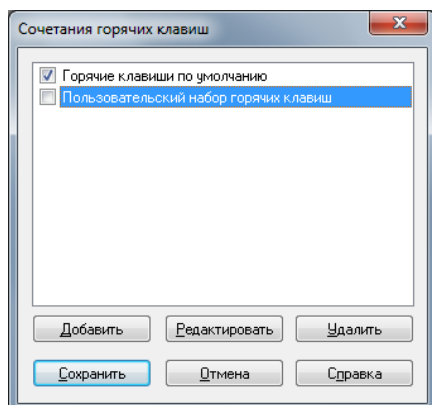 Сочетания горячих клавиш
Горячие клавиши по умолчанию
Пользовательский набор горячих клавиш
Добавить Редактировать Удалить
Сохранить Отмена Справка